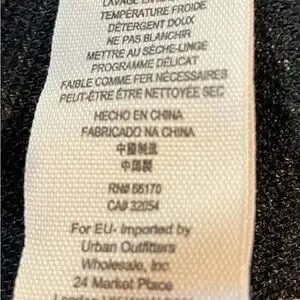 LAVAGE EN
TEMPÉRATURE FROIDE
DÉTERGENT DOUX
NE PAS BLANCHIR
METTRE AU SÈCHE-LINGE
PROGRAMME DÉLICAT
FAIBLE COMME FER NÉCESSAIRES
PEUT-ÊTRE ÊTRE NETTOYÉE SEC
HECHO EN CHINA
FABRICADO NA CHINA
中國制造
中国製
RN# 66170
CA# 32054
For EU- Imported by
Urban Outfitters
Wholesale, Inc
24 Market Place